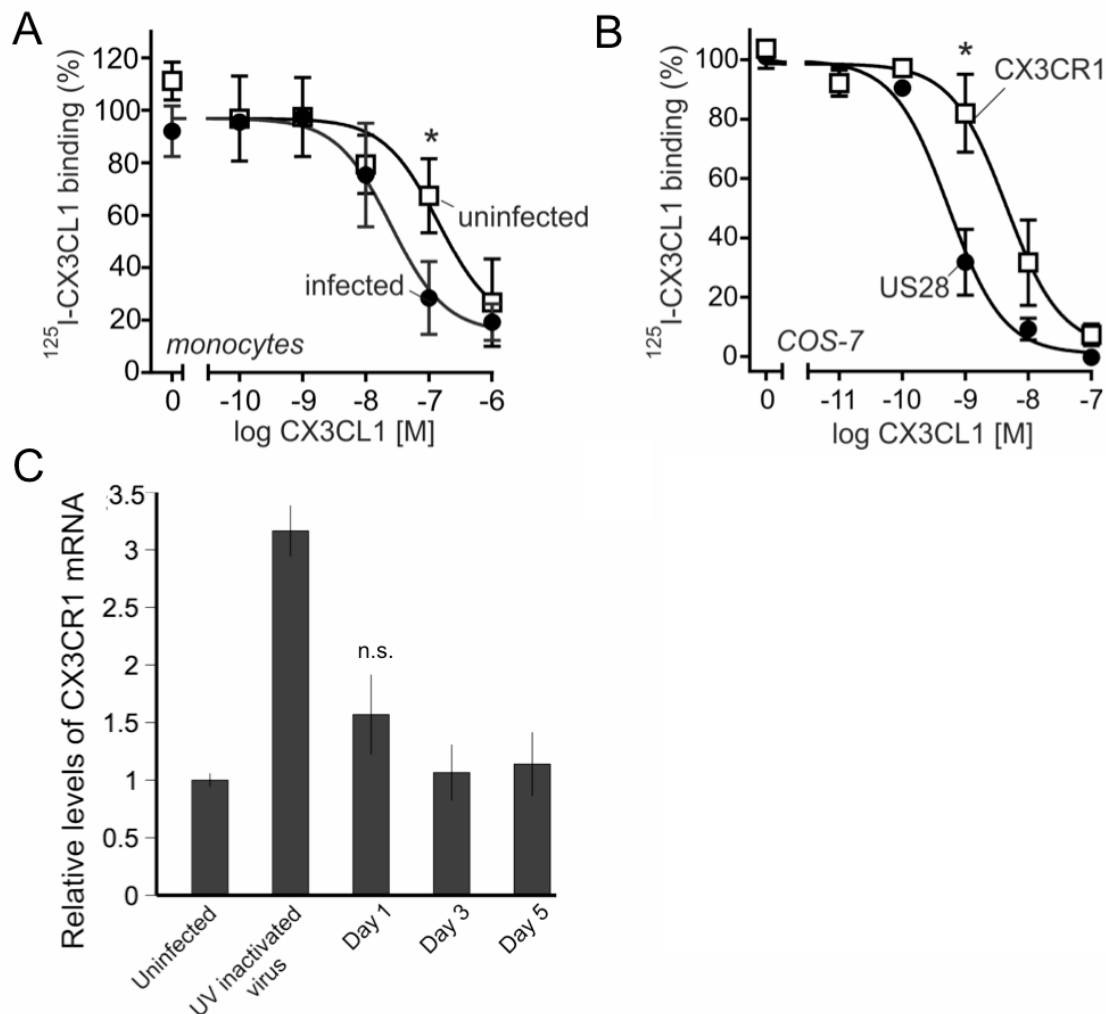 A
¹²⁵I-CX3CL1 binding (%)
120
100
80
60
40
20
0
*
uninfected
infected
monocytes
0 -10 -9 -8 -7 -6
log CX3CL1 [M]
B
¹²⁵I-CX3CL1 binding (%)
100
80
60
40
20
0
*
CX3CR1
US28
COS-7
0 -11 -10 -9 -8 -7
log CX3CL1 [M]
C
Relative levels of CX3CR1 mRNA
3.5
3
2.5
2
1.5
1
0.5
0
n.s.
Uninfected
UV inactivated
virus
Day 1
Day 3
Day 5